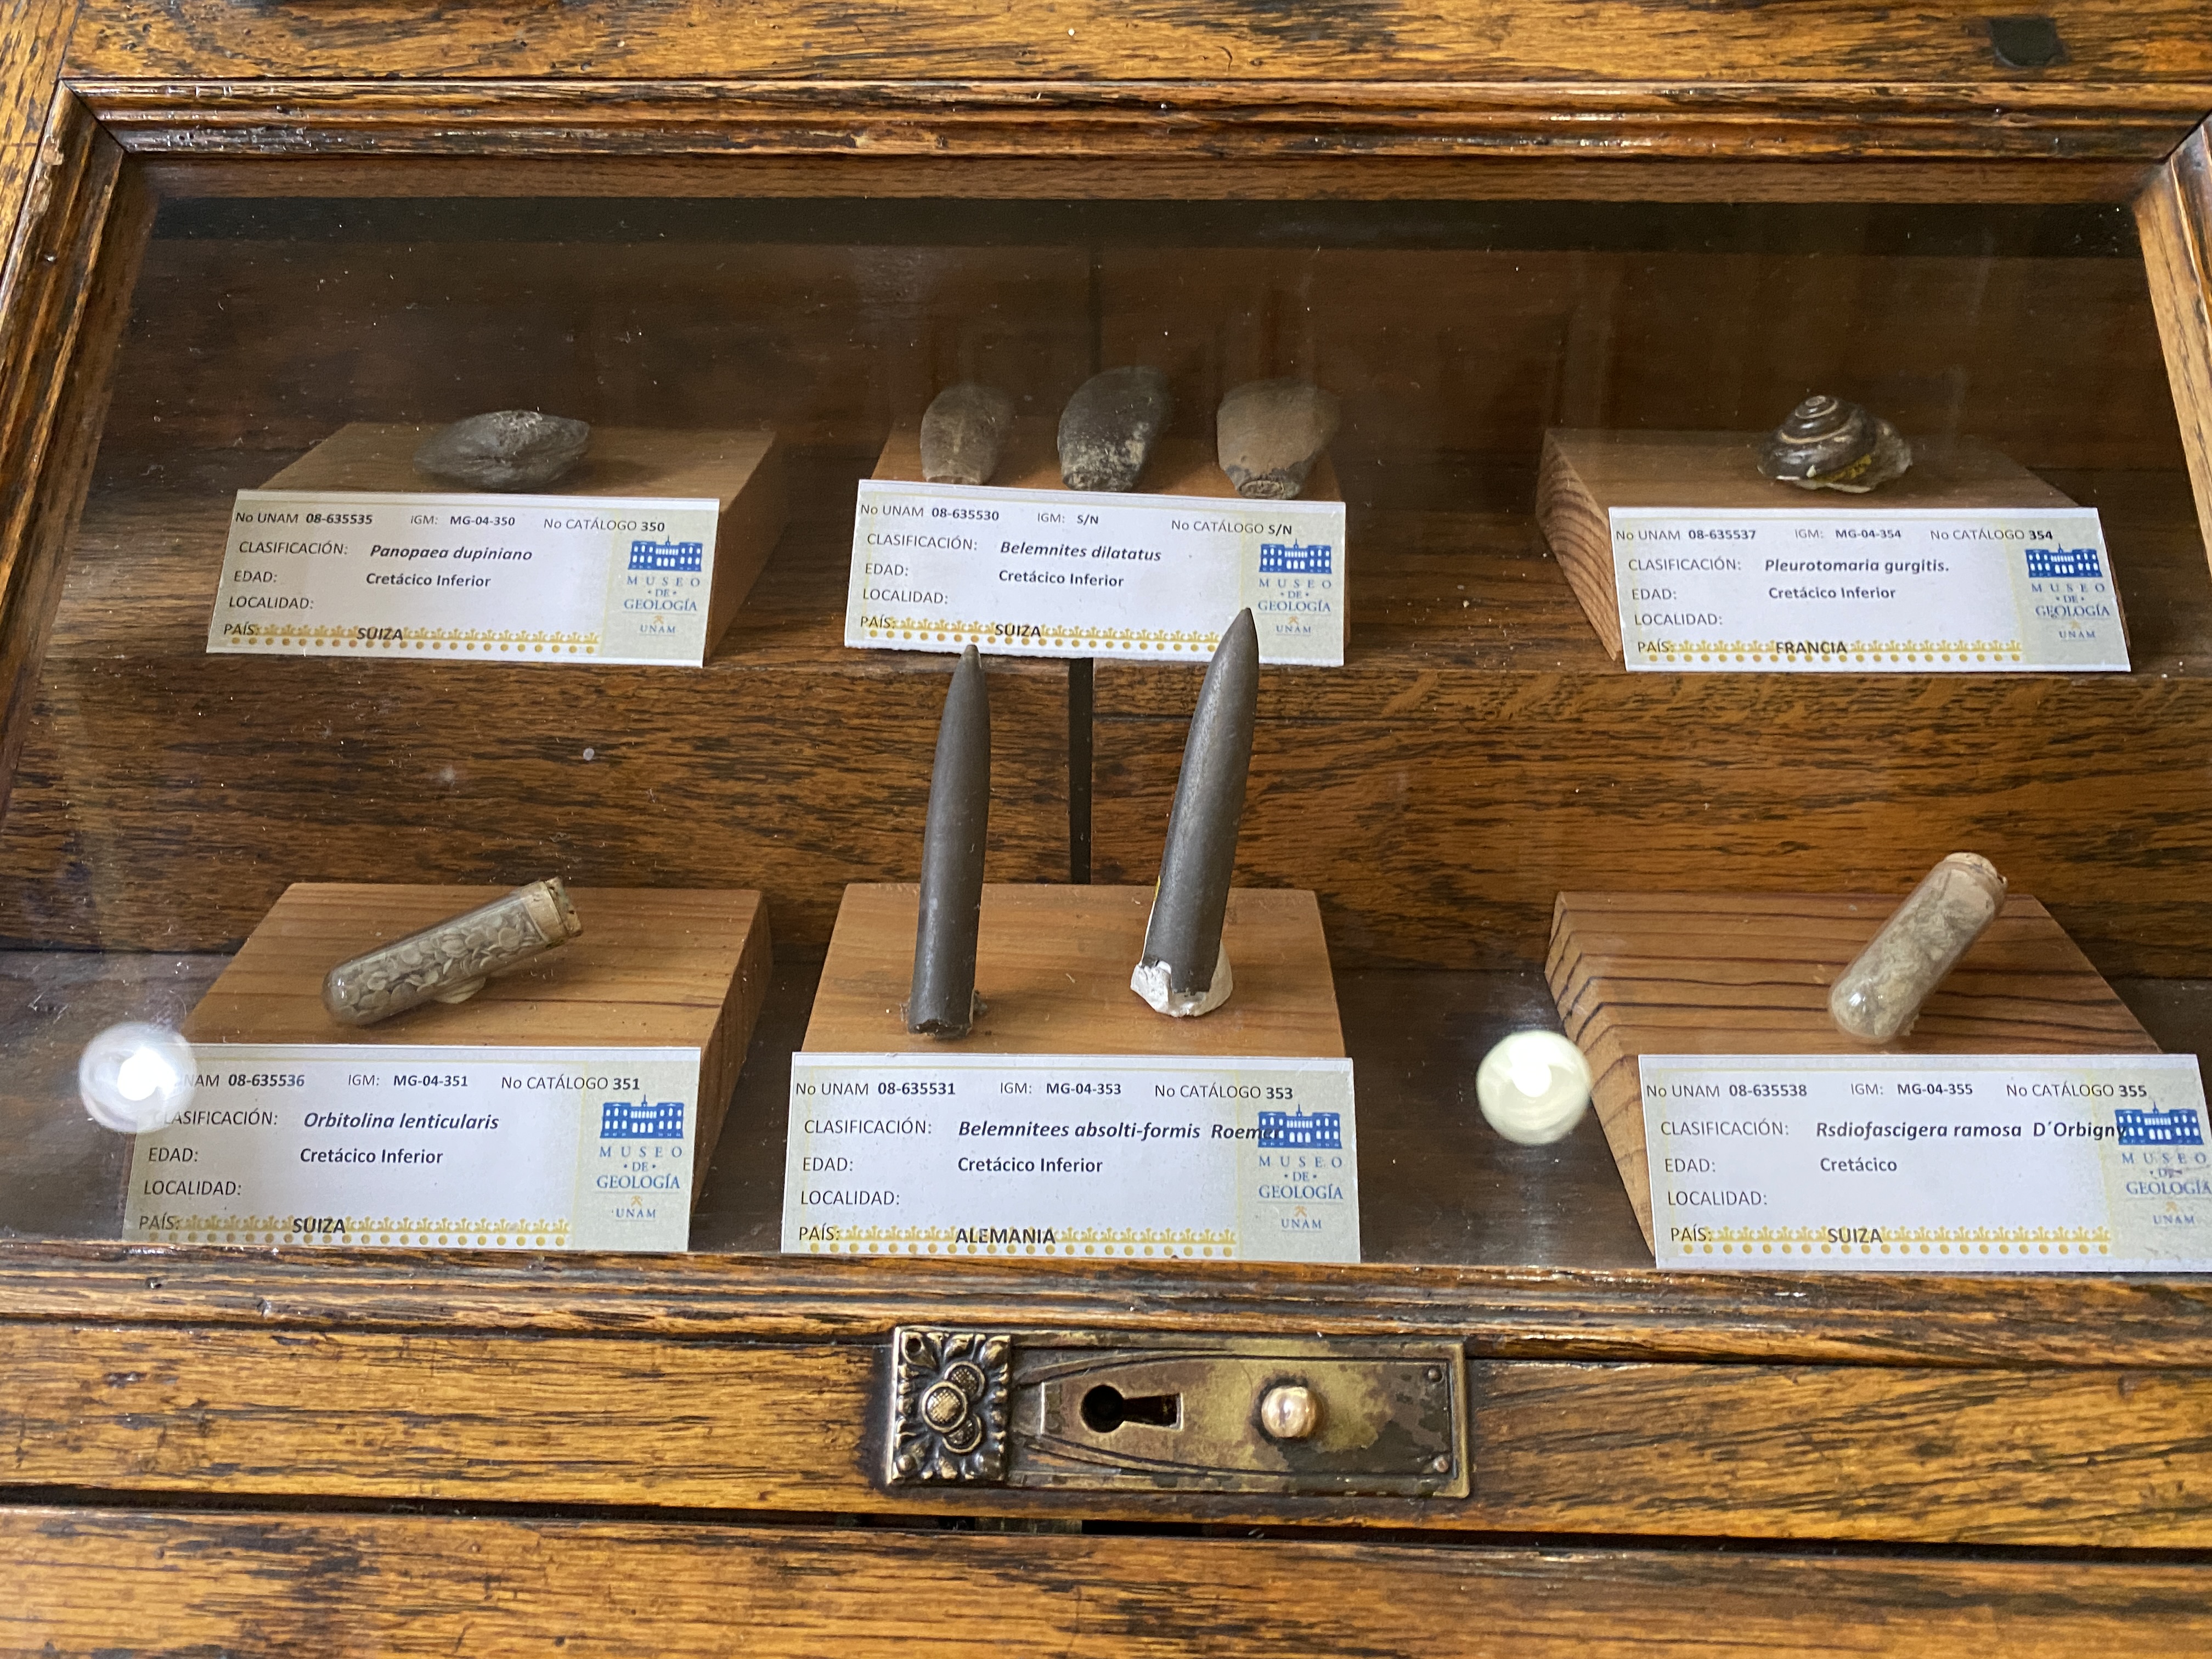 No UNAM 08-635535 IGM: MG-04-350 No CATÁLOGO 350
CLASIFICACIÓN: Panopaea dupiniano
EDAD: Cretácico Inferior
LOCALIDAD:
PAÍS: SUIZA
MUSEO
• DE •
GEOLOGÍA
UNAM
No UNAM 08-635530 IGM: S/N No CATÁLOGO S/N
CLASIFICACIÓN: Belemnites dilatatus
EDAD: Cretácico Inferior
LOCALIDAD:
PAÍS: SUIZA
MUSEO
• DE •
GEOLOGÍA
UNAM
No UNAM 08-635537 IGM: MG-04-354 No CATÁLOGO 354
CLASIFICACIÓN: Pleurotomaria gurgitis.
EDAD: Cretácico Inferior
LOCALIDAD:
PAÍS: FRANCIA
MUSEO
• DE •
GEOLOGÍA
UNAM
NAM 08-635536 IGM: MG-04-351 No CATÁLOGO 351
CLASIFICACIÓN: Orbitolina lenticularis
EDAD: Cretácico Inferior
LOCALIDAD:
PAÍS: SUIZA
MUSEO
• DE •
GEOLOGÍA
UNAM
No UNAM 08-635531 IGM: MG-04-353 No CATÁLOGO 353
CLASIFICACIÓN: Belemnitees absolti-formis Roemer
EDAD: Cretácico Inferior
LOCALIDAD:
PAÍS: ALEMANIA
MUSEO
• DE •
GEOLOGÍA
UNAM
No UNAM 08-635538 IGM: MG-04-355 No CATÁLOGO 355
CLASIFICACIÓN: Rsdiofascigera ramosa D´Orbigny
EDAD: Cretácico
LOCALIDAD:
PAÍS: SUIZA
MUSEO
• DE •
GEOLOGÍA
UNAM